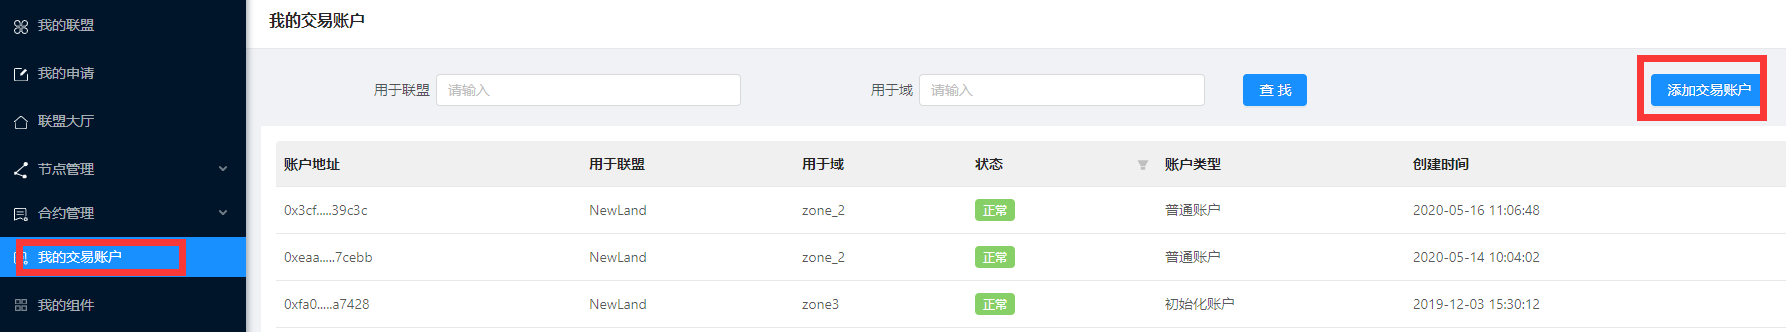 我的联盟
我的申请
联盟大厅
节点管理
合约管理
我的交易账户
我的组件
我的交易账户
用于联盟 请输入 用于域 请输入 查 找 添加交易账户
账户地址 用于联盟 用于域 状态 账户类型 创建时间
0x3cf.....39c3c NewLand zone_2 正常 普通账户 2020-05-16 11:06:48
0xeaa.....7cebb NewLand zone_2 正常 普通账户 2020-05-14 10:04:02
0xfa0.....a7428 NewLand zone3 正常 初始化账户 2019-12-03 15:30:12